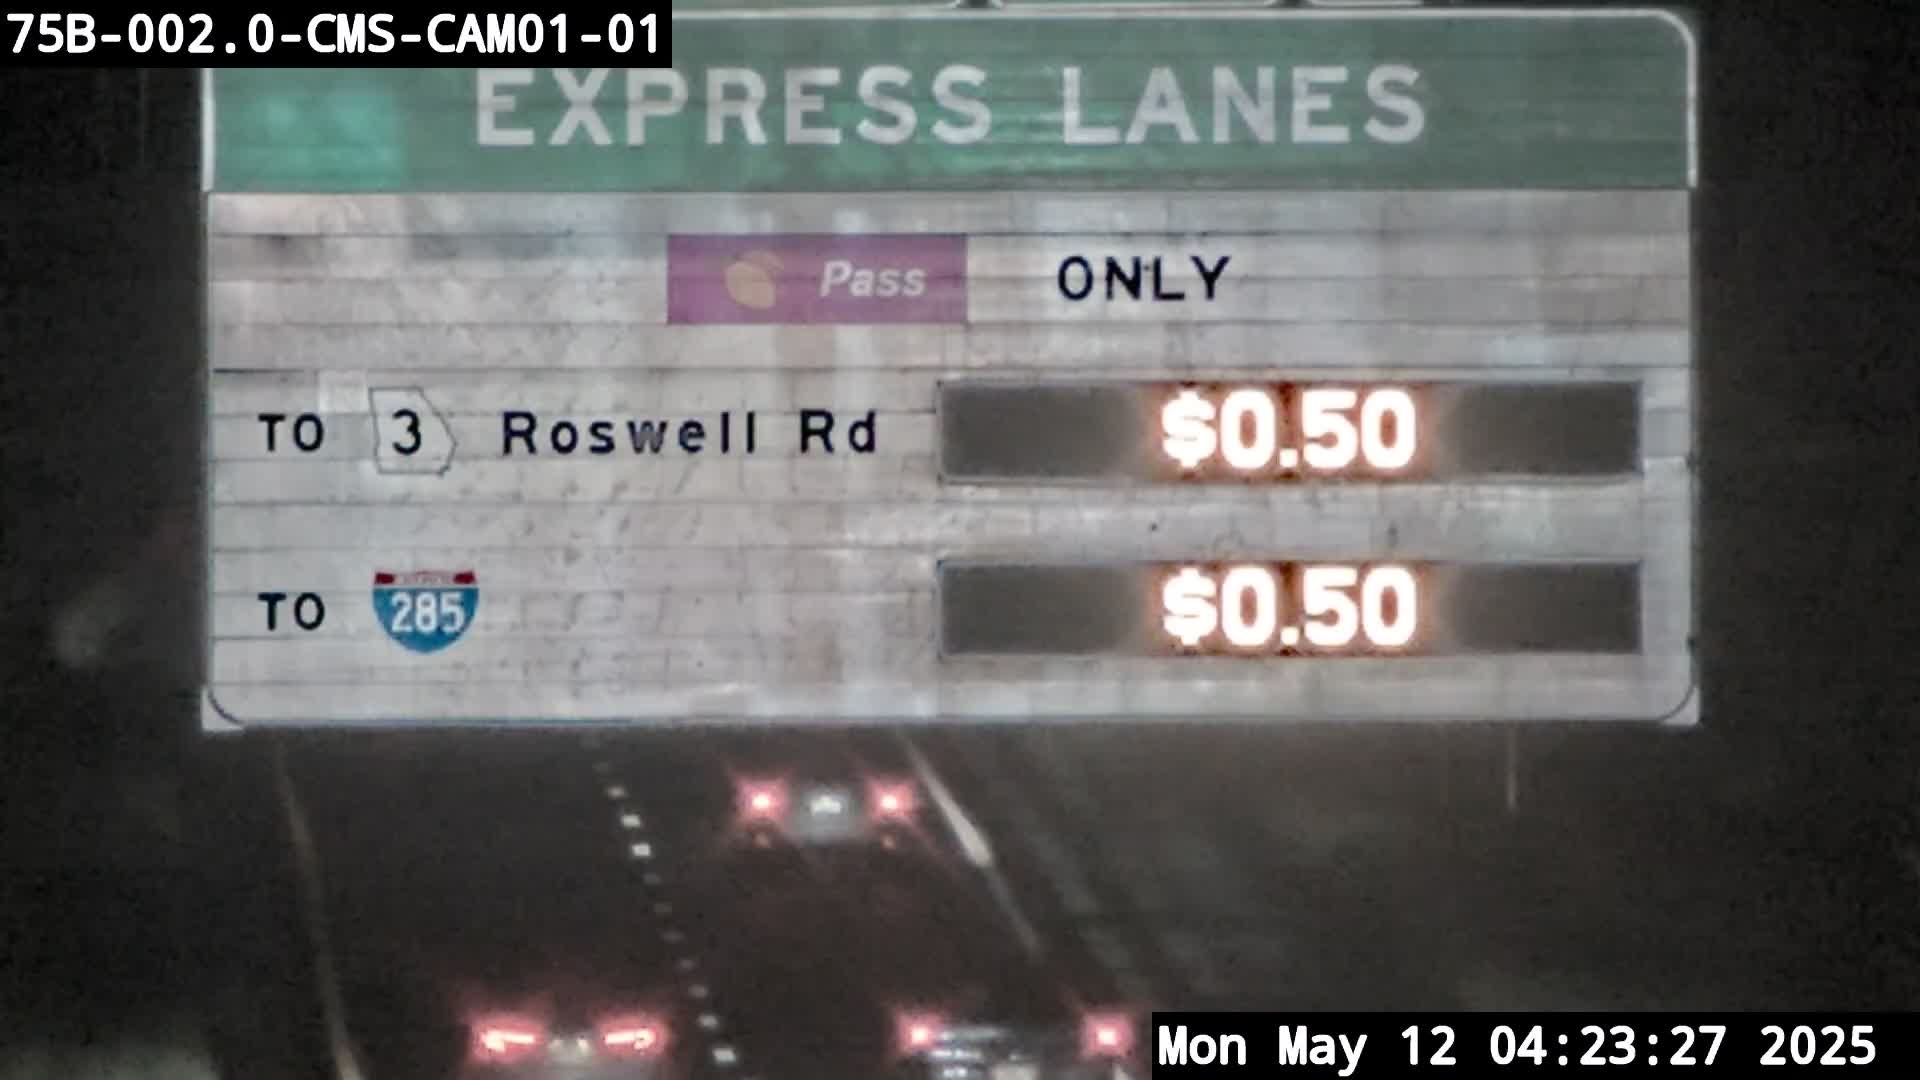 75B-002.0-CMS-CAM01-01
EXPRESS LANES
Pass ONLY
TO 3 Roswell Rd $0.50
TO 285 $0.50
Mon May 12 04:23:27 2025